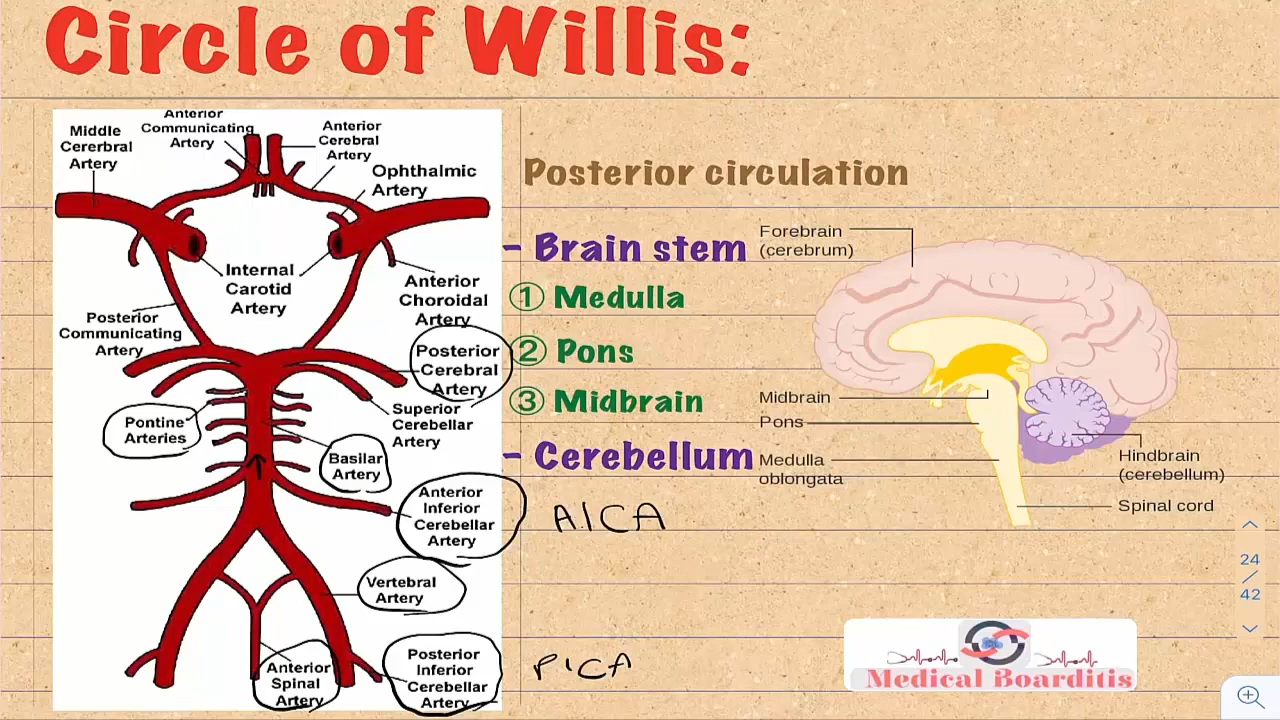 Circle of Willis:
Anterior
Communicating
Artery
Middle
Cererbral
Artery
Anterior
Cerebral
Artery
Ophthalmic
Artery
Internal
Carotid
Artery
Anterior
Choroidal
Artery
Posterior
Communicating
Artery
Posterior
Cerebral
Artery
Superior
Cerebellar
Artery
Pontine
Arteries
Basilar
Artery
Anterior
Inferior
Cerebellar
Artery
Vertebral
Artery
Anterior
Spinal
Artery
Posterior
Inferior
Cerebellar
Artery
Posterior circulation
- Brain stem
① Medulla
② Pons
③ Midbrain
- Cerebellum
AICA
PICA
Forebrain
(cerebrum)
Midbrain
Pons
Medulla
oblongata
Hindbrain
(cerebellum)
Spinal cord
24
/
42
Medical Boarditis